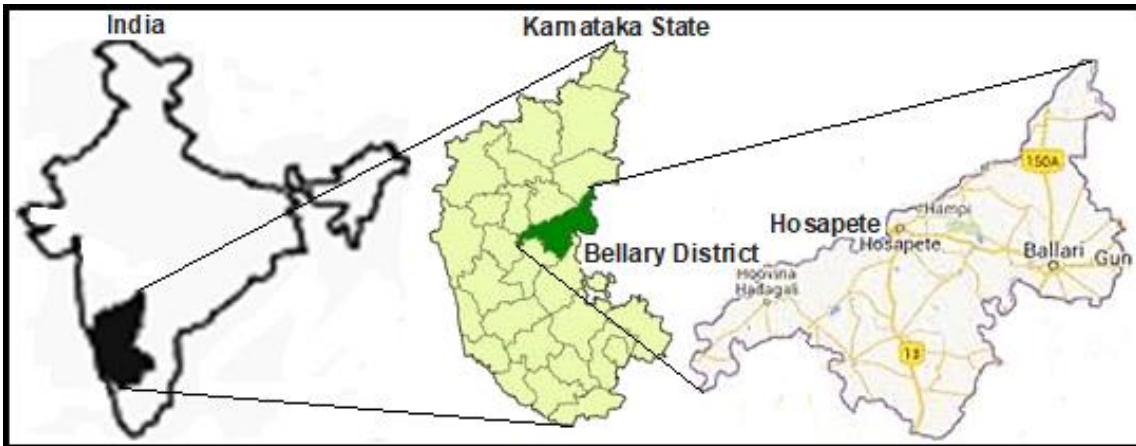 India
Karnataka State
Bellary District
150A
Hosapete
Hampi
Hosapete
Ballari
Gun
Hoovina
Hadagali
13